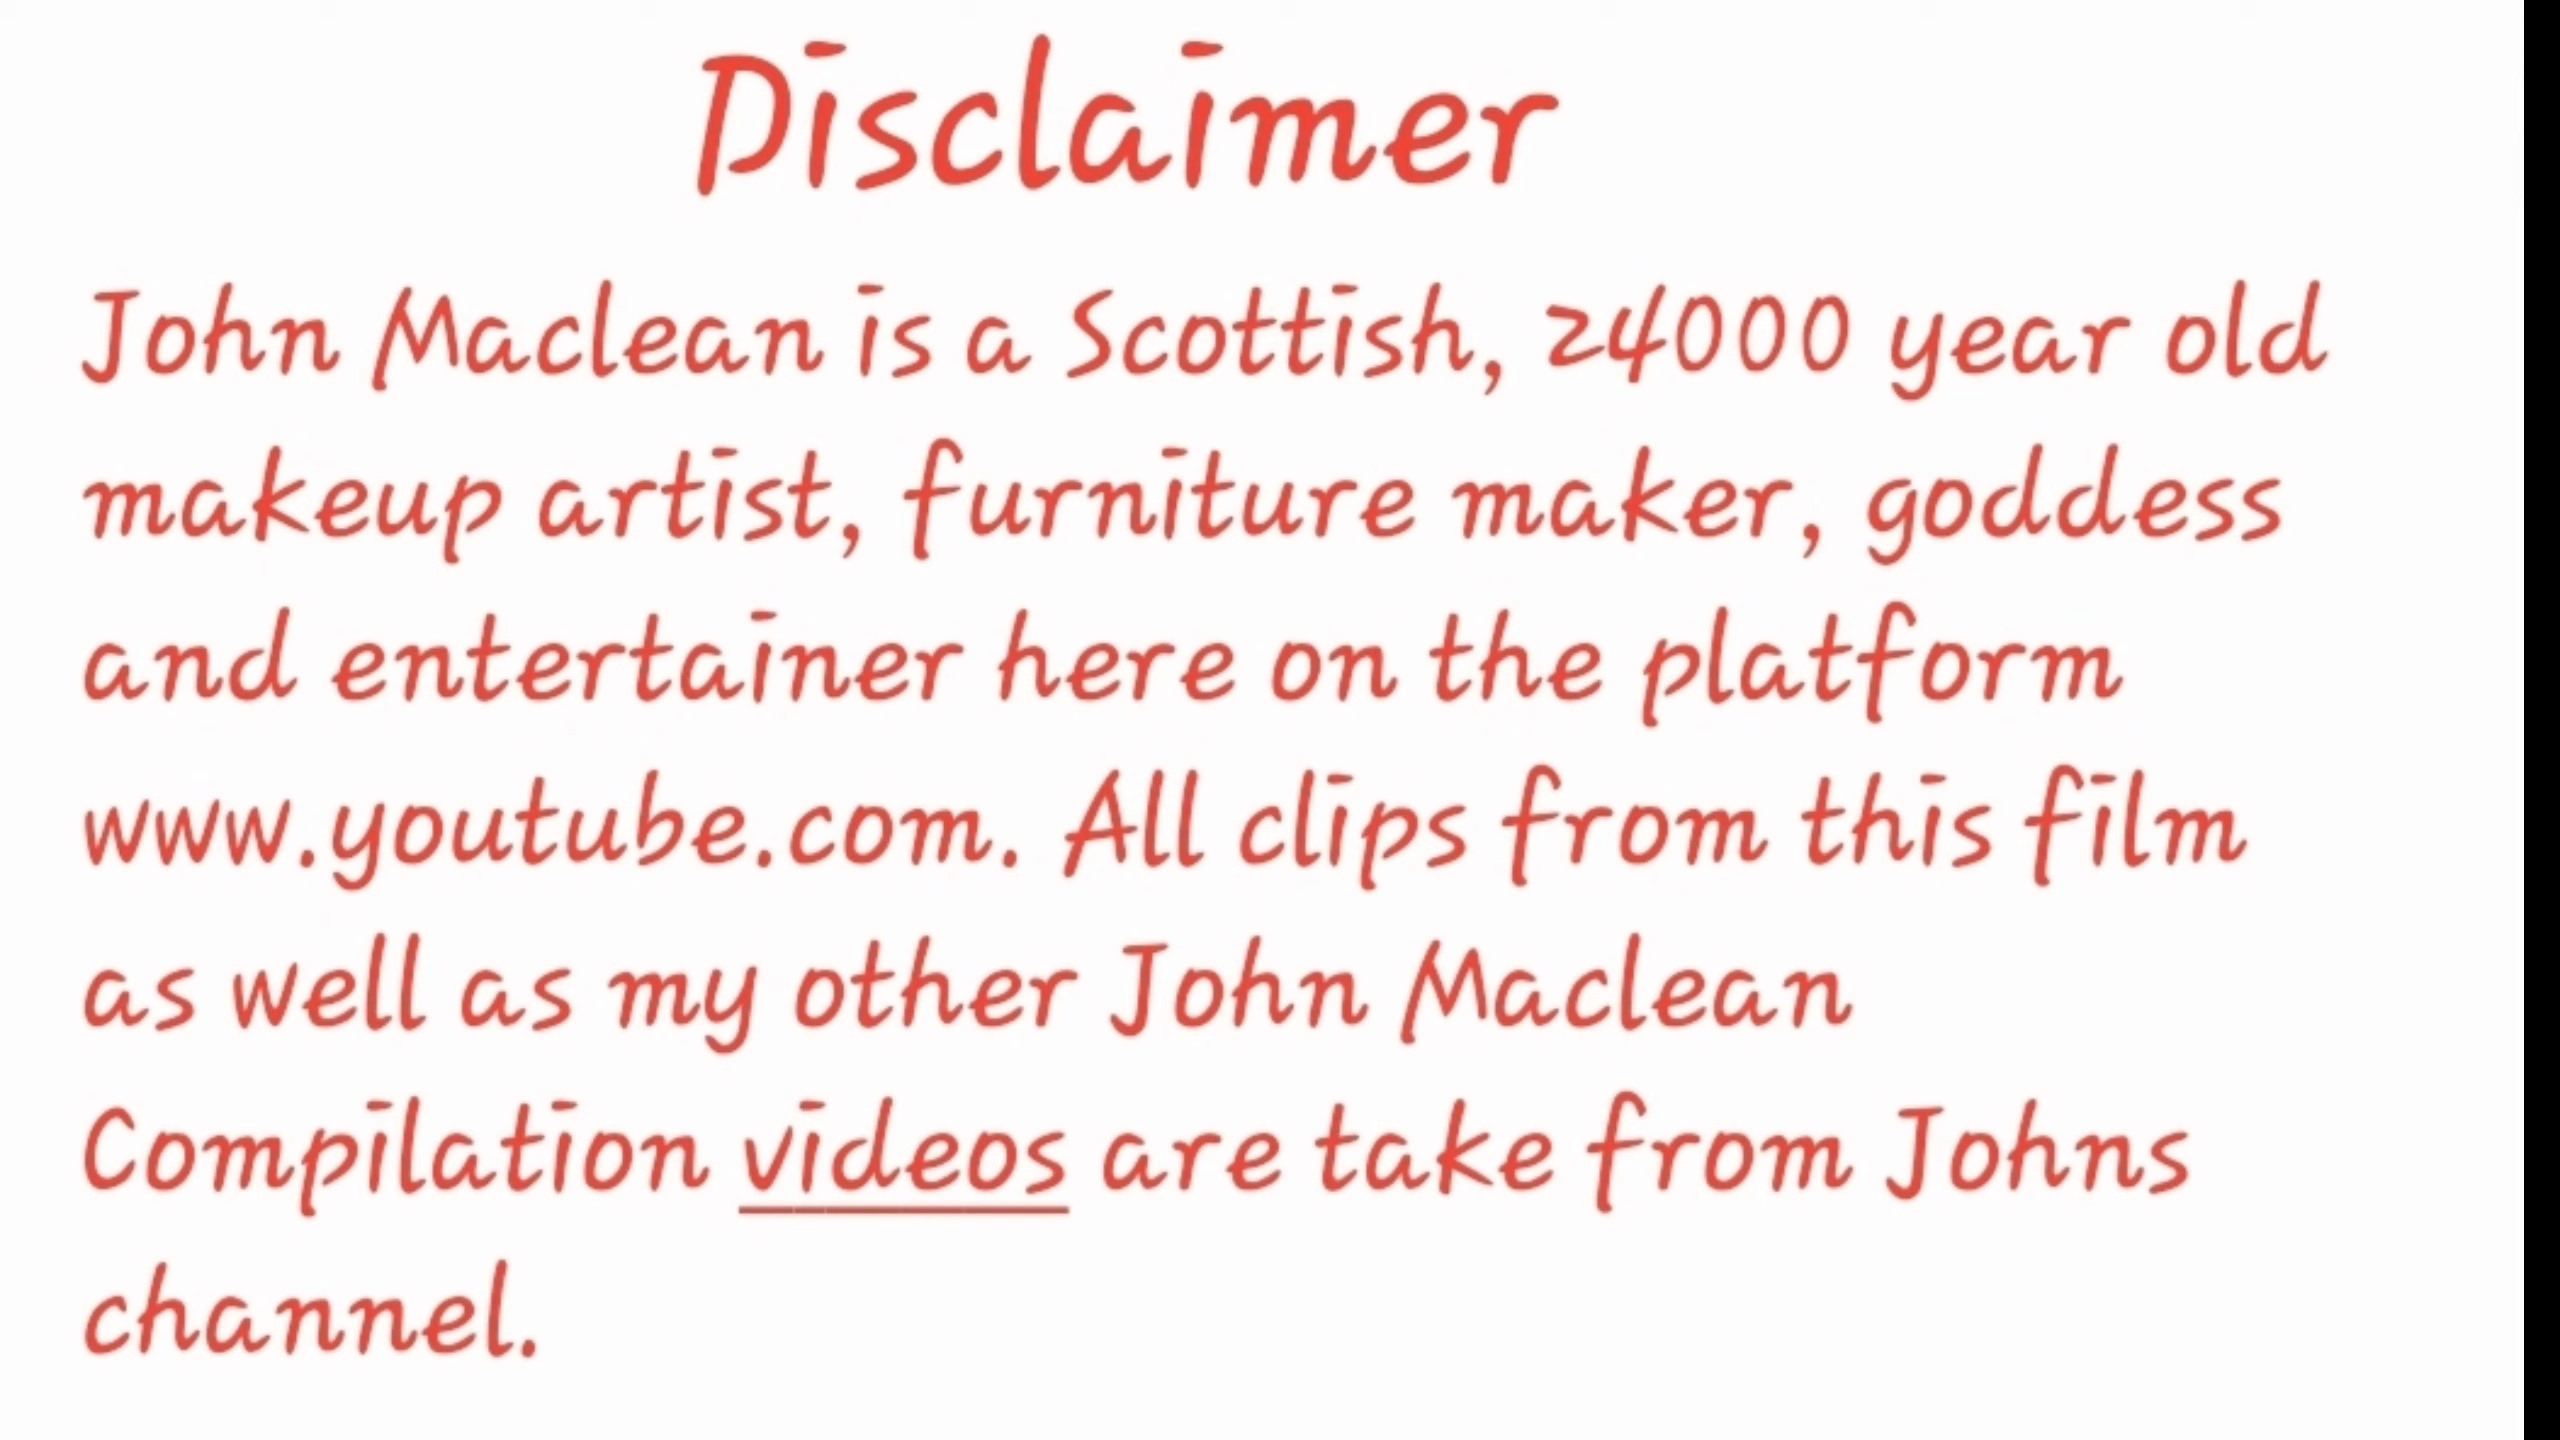 Disclaimer
John Maclean is a Scottish, 24000 year old
makeup artist, furniture maker, goddess
and entertainer here on the platform
www.youtube.com. All clips from this film
as well as my other John Maclean
Compilation videos are take from Johns
channel.